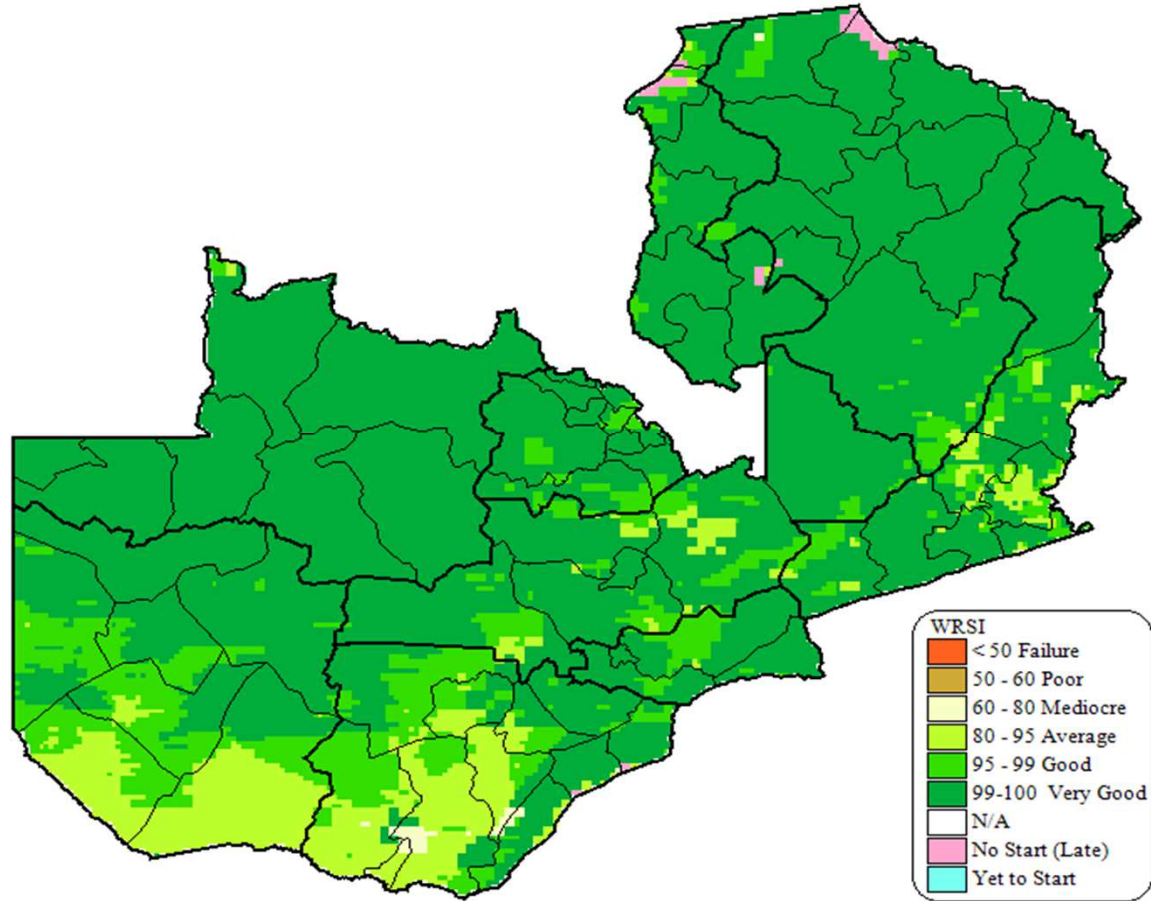 WRSI
< 50 Failure
50 - 60 Poor
60 - 80 Mediocre
80 - 95 Average
95 - 99 Good
99-100 Very Good
N/A
No Start (Late)
Yet to Start